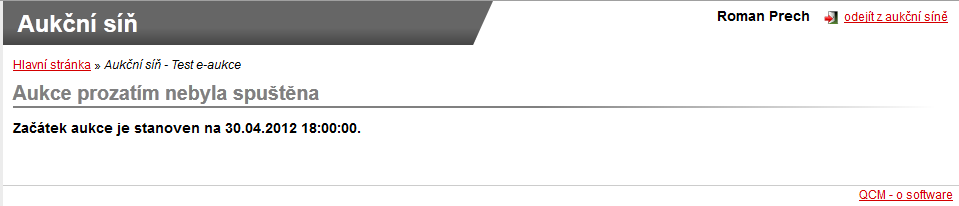 Aukční síň
Roman Prech odejít z aukční síně
Hlavní stránka » Aukční síň - Test e-aukce
Aukce prozatím nebyla spuštěna
Začátek aukce je stanoven na 30.04.2012 18:00:00.
QCM - o software